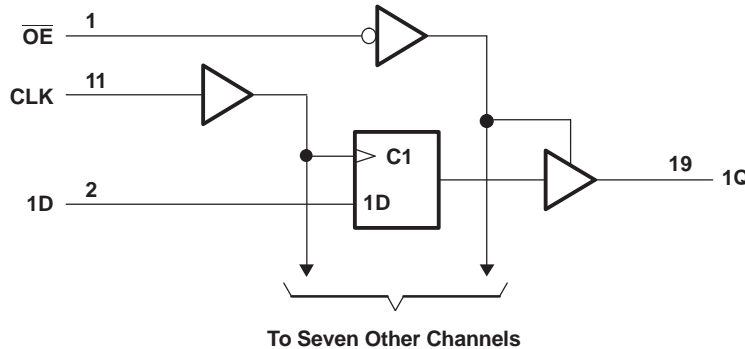 OE 1
CLK 11
C1
1D 2 1D
19 1Q
To Seven Other Channels